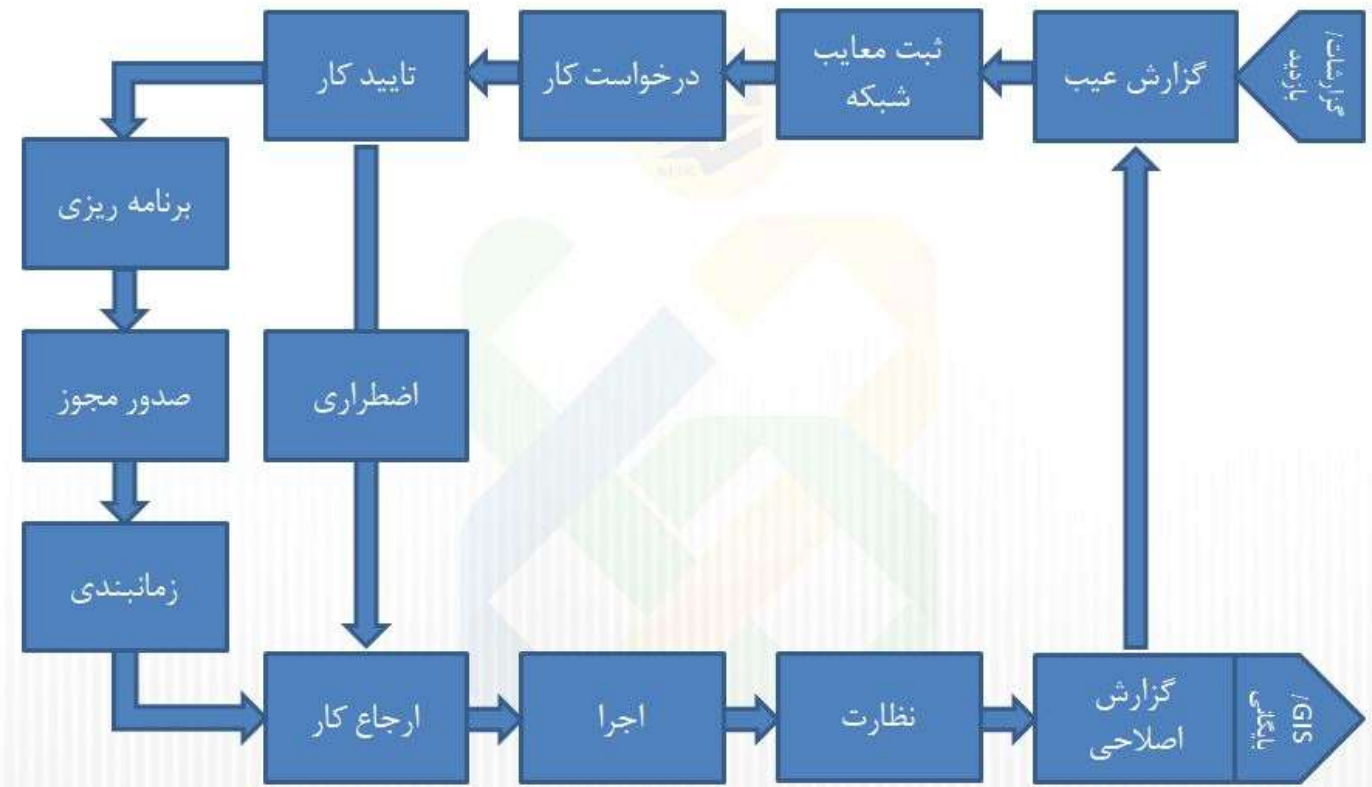 گزارشات/
بازدید
گزارش عیب
ثبت معایب
شبکه
درخواست کار
تایید کار
برنامه ریزی
صدور مجوز
اضطراری
زمانبندی
ارجاع کار
اجرا
نظارت
گزارش
اصلاحی
GIS/
بایگانی